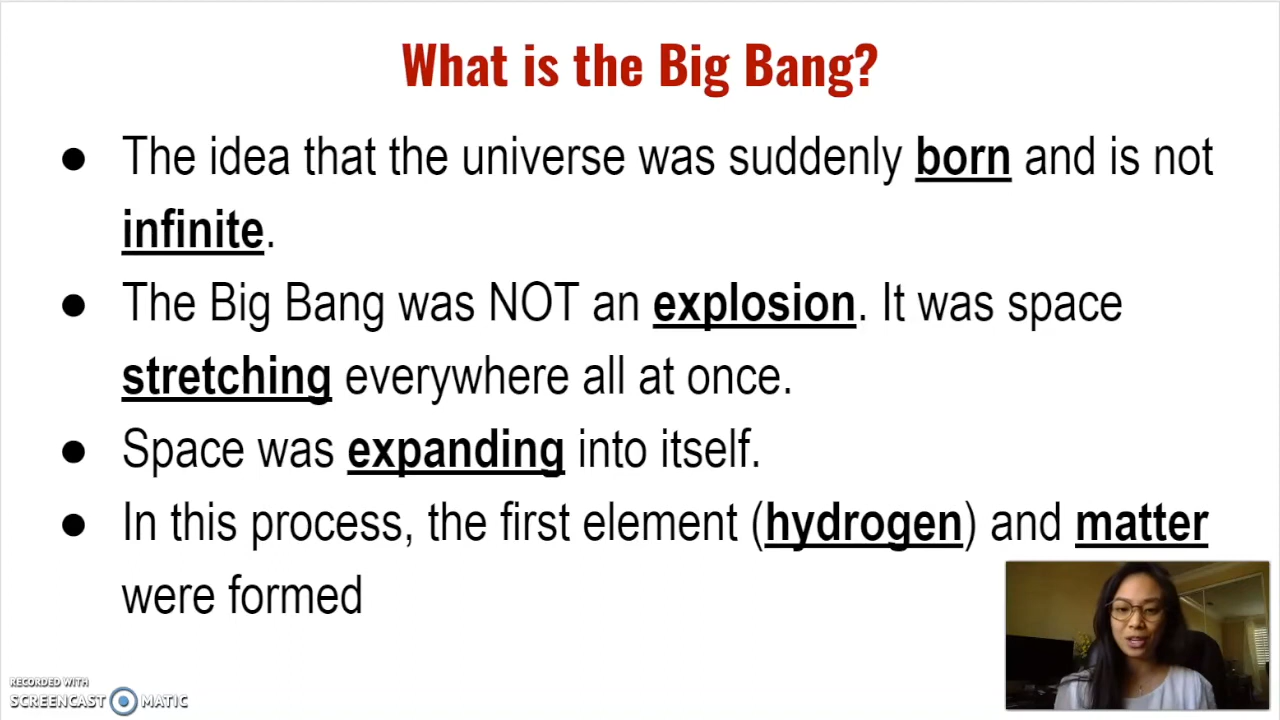 What is the Big Bang?
● The idea that the universe was suddenly born and is not
infinite.
● The Big Bang was NOT an explosion. It was space
stretching everywhere all at once.
● Space was expanding into itself.
● In this process, the first element (hydrogen) and matter
were formed
RECORDED WITH
SCREENCAST MATIC